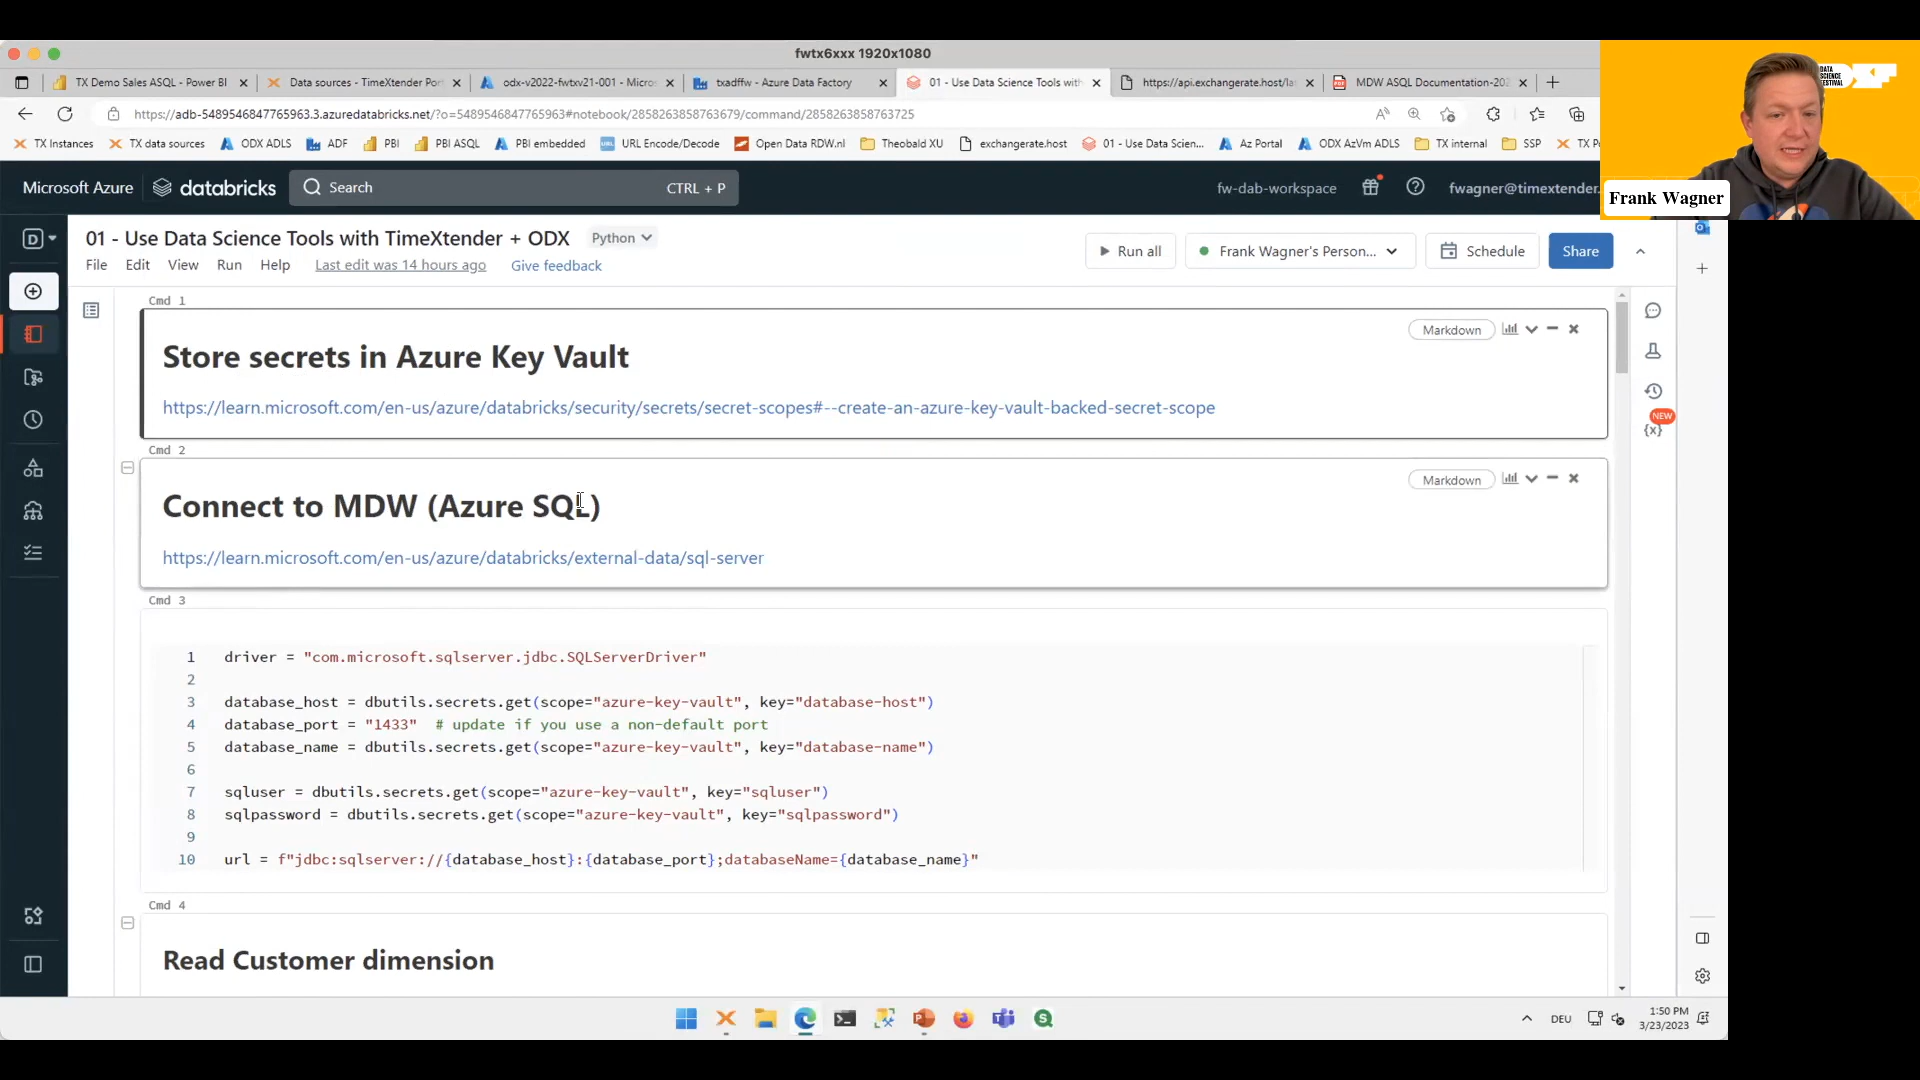 fwtx6xxx 1920x1080
TX Demo Sales ASQL - Power BI
Data sources - TimeXtender Por
odx-v2022-fwtxv21-001 - Micros
txadffw - Azure Data Factory
01 - Use Data Science Tools with
https://api.exchangerate.host/la
MDW ASQL Documentation-202
https://adb-5489546847765963.3.azuredatabricks.net/?o=5489546847765963#notebook/2858263858763679/command/2858263858763725
TX Instances
TX data sources
ODX ADLS
ADF
PBI
PBI ASQL
PBI embedded
URL Encode/Decode
Open Data RDW.nl
Theobald XU
exchangerate.host
01 - Use Data Scien...
Az Portal
ODX AzVm ADLS
TX internal
SSP
DATA SCIENCE FESTIVAL
Frank Wagner
Microsoft Azure
databricks
Search
CTRL + P
fw-dab-workspace
fwagner@timextender.
D
01 - Use Data Science Tools with TimeXtender + ODX
Python
File
Edit
View
Run
Help
Last edit was 14 hours ago
Give feedback
Run all
Frank Wagner's Person...
Schedule
Share
Cmd 1
Markdown
Store secrets in Azure Key Vault
https://learn.microsoft.com/en-us/azure/databricks/security/secrets/secret-scopes#--create-an-azure-key-vault-backed-secret-scope
NEW
Cmd 2
Markdown
Connect to MDW (Azure SQL)
https://learn.microsoft.com/en-us/azure/databricks/external-data/sql-server
Cmd 3
1 driver = "com.microsoft.sqlserver.jdbc.SQLServerDriver"
2
3 database_host = dbutils.secrets.get(scope="azure-key-vault", key="database-host")
4 database_port = "1433" # update if you use a non-default port
5 database_name = dbutils.secrets.get(scope="azure-key-vault", key="database-name")
6
7 sqluser = dbutils.secrets.get(scope="azure-key-vault", key="sqluser")
8 sqlpassword = dbutils.secrets.get(scope="azure-key-vault", key="sqlpassword")
9
10 url = f"jdbc:sqlserver://{database_host}:{database_port};databaseName={database_name}"
Cmd 4
Read Customer dimension
DEU
1:50 PM
3/23/2023